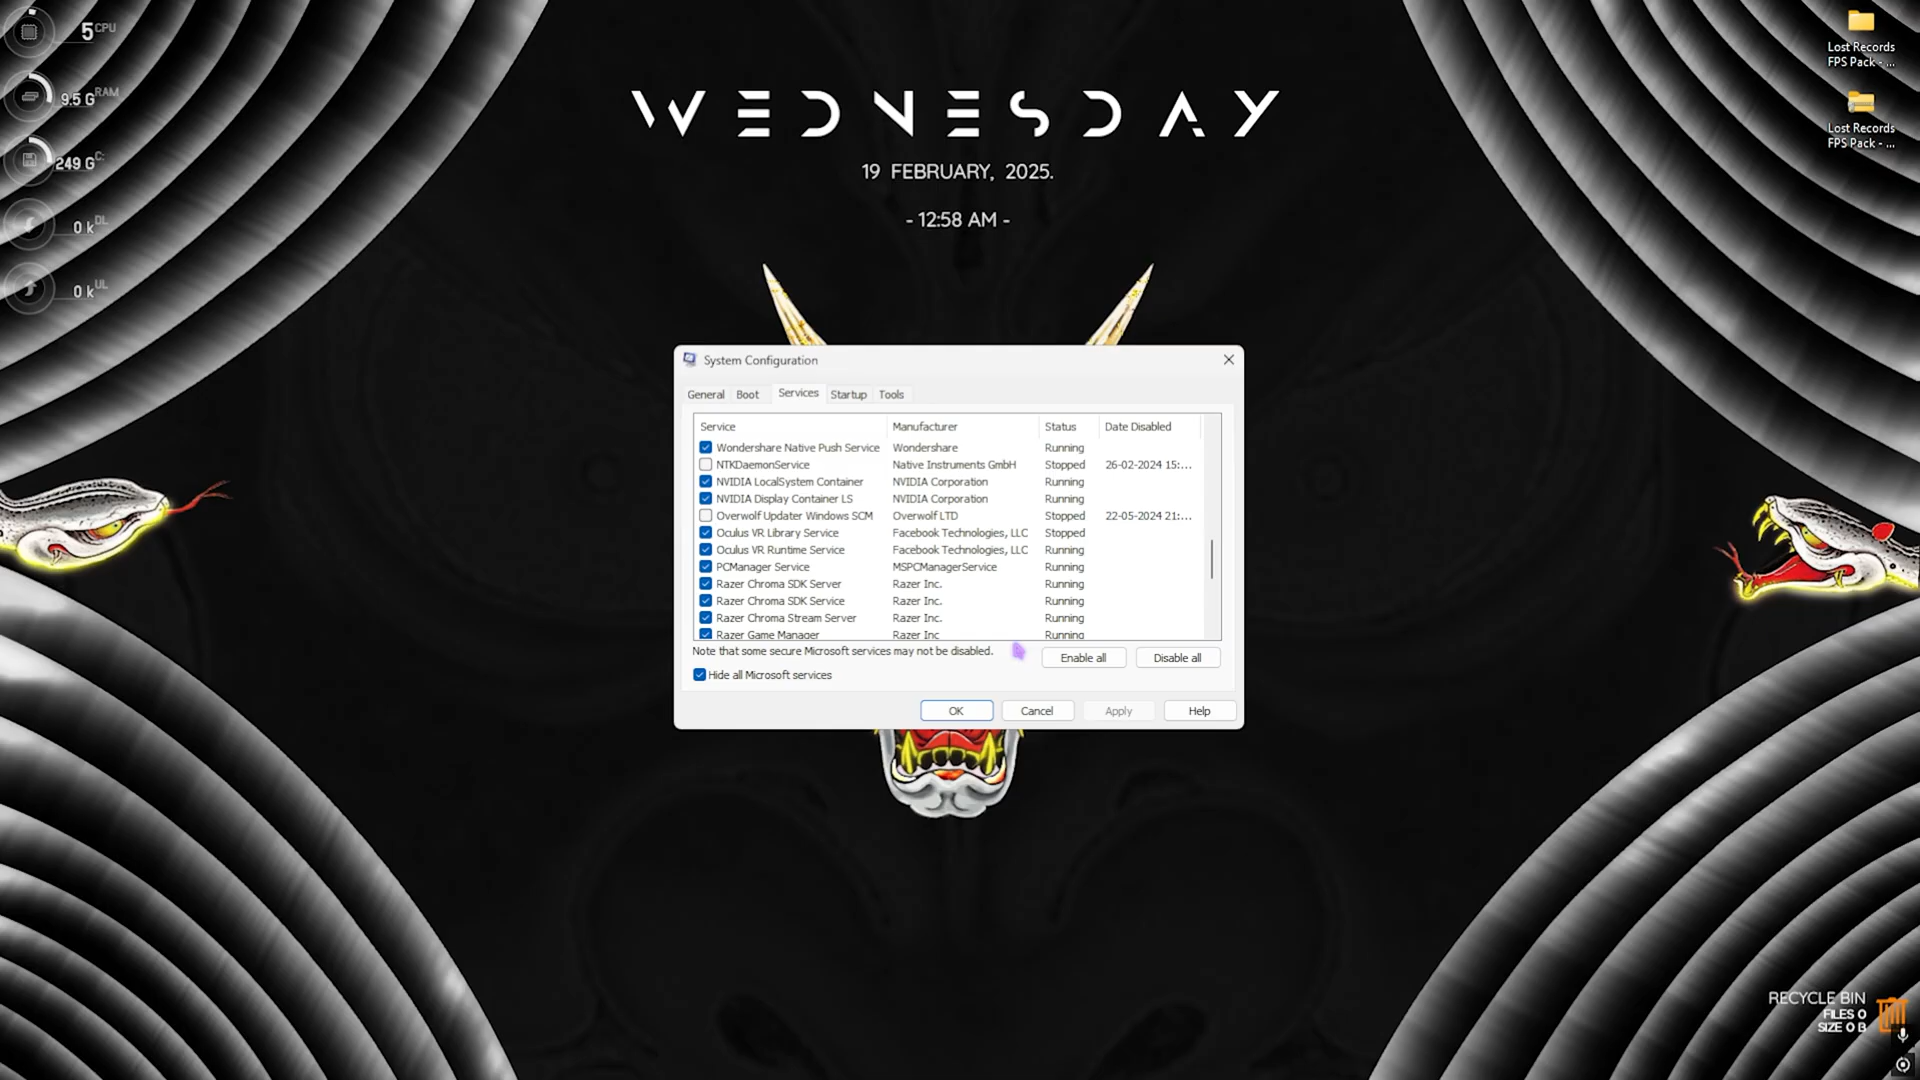 5 CPU
9.5 G RAM
249 G C:
0 k DL
0 k UL
WEDNESDAY
19 FEBRUARY, 2025.
- 12:58 AM -
Lost Records
FPS Pack - ...
Lost Records
FPS Pack - ...
System Configuration
General Boot Services Startup Tools
Service Manufacturer Status Date Disabled
Wondershare Native Push Service Wondershare Running
NTKDaemonService Native Instruments GmbH Stopped 26-02-2024 15:...
NVIDIA LocalSystem Container NVIDIA Corporation Running
NVIDIA Display Container LS NVIDIA Corporation Running
Overwolf Updater Windows SCM Overwolf LTD Stopped 22-05-2024 21:...
Oculus VR Library Service Facebook Technologies, LLC Stopped
Oculus VR Runtime Service Facebook Technologies, LLC Running
PCManager Service MSPCManagerService Running
Razer Chroma SDK Server Razer Inc. Running
Razer Chroma SDK Service Razer Inc. Running
Razer Chroma Stream Server Razer Inc. Running
Razer Game Manager Razer Inc Running
Note that some secure Microsoft services may not be disabled.
Enable all Disable all
Hide all Microsoft services
OK Cancel Apply Help
RECYCLE BIN
FILES 0
SIZE 0 B